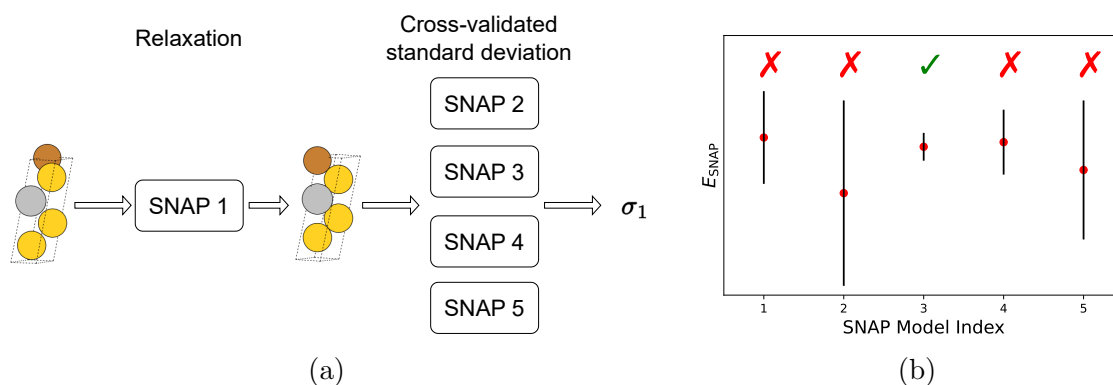 Relaxation
Cross-validated
standard deviation
SNAP 1
SNAP 2
SNAP 3
SNAP 4
SNAP 5
σ₁
(a)
✗ ✗ ✓ ✗ ✗
E_SNAP
1 2 3 4 5
SNAP Model Index
(b)